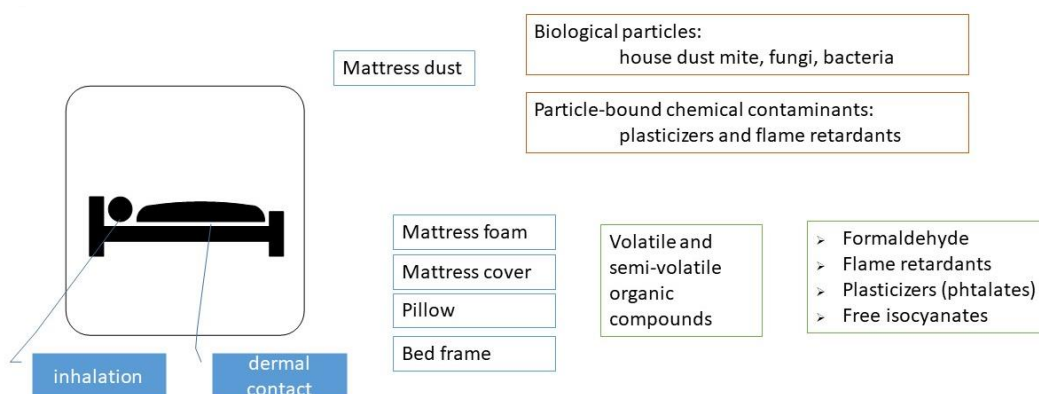 Mattress dust
Biological particles:
house dust mite, fungi, bacteria
Particle-bound chemical contaminants:
plasticizers and flame retardants
Mattress foam
Mattress cover
Pillow
Bed frame
Volatile and
semi-volatile
organic
compounds
Formaldehyde
Flame retardants
Plasticizers (phtalates)
Free isocyanates
inhalation
dermal
contact